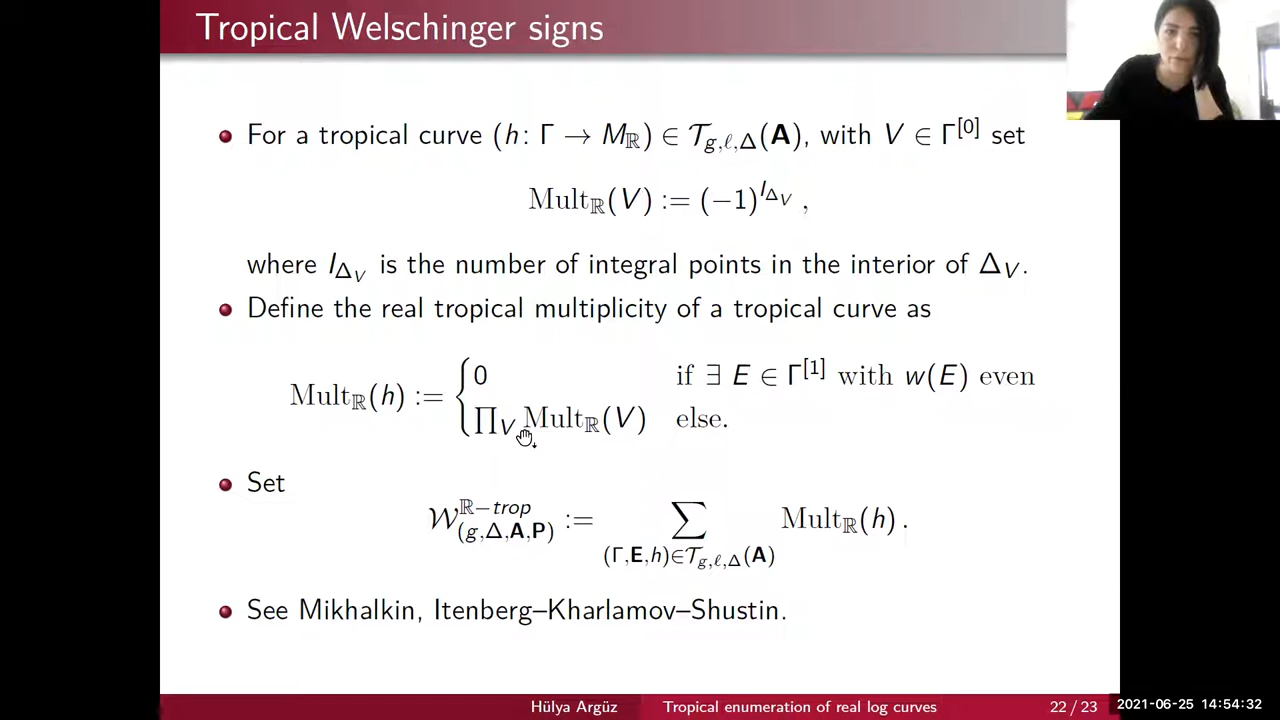 Tropical Welschinger signs
• For a tropical curve (h: Γ → M_ℝ) ∈ 𝒯_{g,ℓ,Δ}(𝐀), with V ∈ Γ^{[0]} set
Mult_ℝ(V) := (−1)^{I_{Δ_V}} ,
where I_{Δ_V} is the number of integral points in the interior of Δ_V.
• Define the real tropical multiplicity of a tropical curve as
Mult_ℝ(h) := { 0 if ∃ E ∈ Γ^{[1]} with w(E) even
∏_V Mult_ℝ(V) else.
• Set
𝒲^{ℝ−trop}_{(g,Δ,𝐀,𝐏)} := ∑_{(Γ,𝐄,h)∈𝒯_{g,ℓ,Δ}(𝐀)} Mult_ℝ(h) .
• See Mikhalkin, Itenberg–Kharlamov–Shustin.
Hülya Argüz Tropical enumeration of real log curves 22 / 23
2021-06-25 14:54:32